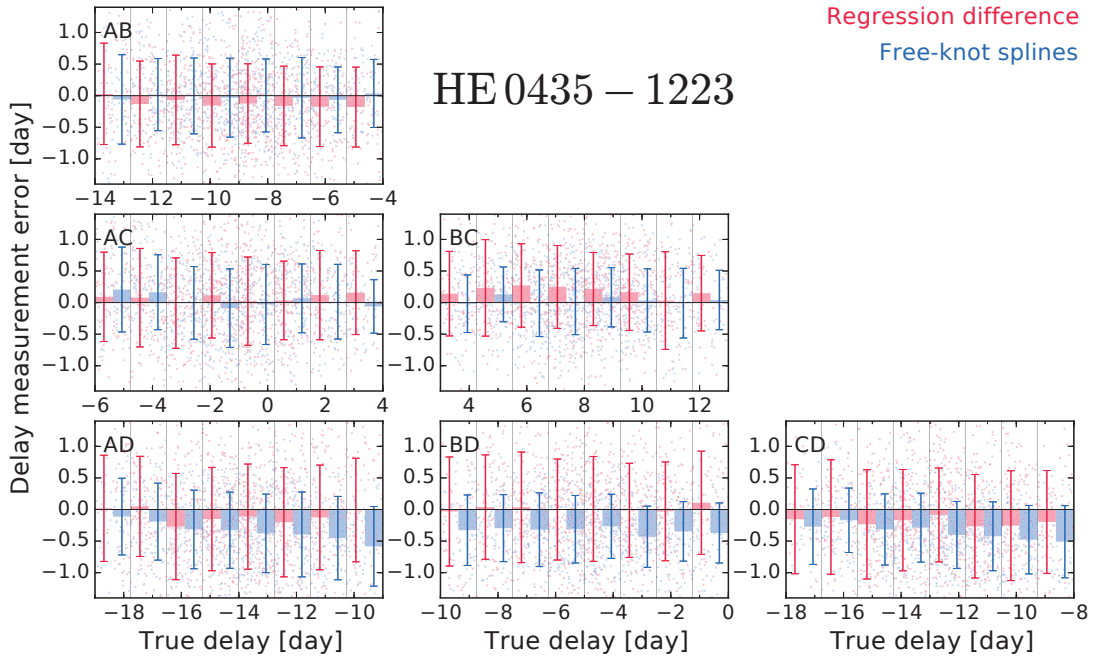 Regression difference
Free-knot splines
HE 0435 − 1223
Delay measurement error [day]
AB
1.0
0.5
0.0
−0.5
−1.0
−14 −12 −10 −8 −6 −4
AC
1.0
0.5
0.0
−0.5
−1.0
−6 −4 −2 0 2 4
BC
1.0
0.5
0.0
−0.5
−1.0
4 6 8 10 12
AD
1.0
0.5
0.0
−0.5
−1.0
−18 −16 −14 −12 −10
True delay [day]
BD
1.0
0.5
0.0
−0.5
−1.0
−10 −8 −6 −4 −2 0
True delay [day]
CD
1.0
0.5
0.0
−0.5
−1.0
−18 −16 −14 −12 −10 −8
True delay [day]